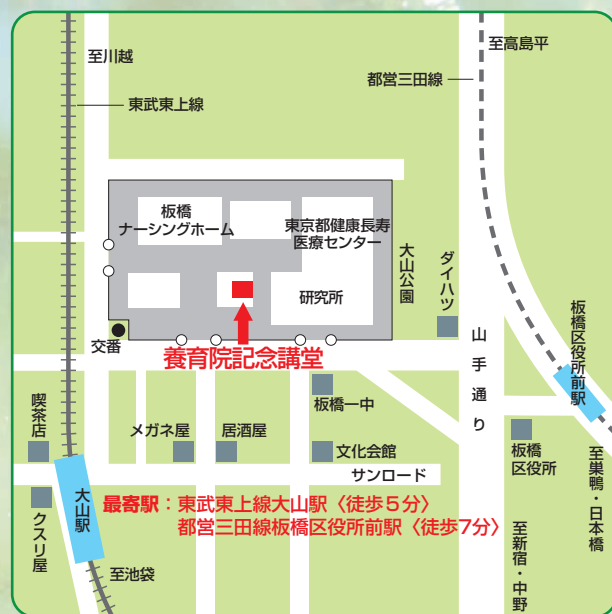 至川越
東武東上線
至高島平
都営三田線
板橋
ナーシングホーム
東京都健康長寿
医療センター
研究所
大山公園
ダイハツ
山手通り
板橋区役所前駅
交番
養育院記念講堂
板橋一中
喫茶店
メガネ屋
居酒屋
文化会館
サンロード
板橋
区役所
至巣鴨・日本橋
大山駅
クスリ屋
最寄駅：東武東上線大山駅〈徒歩5分〉
都営三田線板橋区役所前駅〈徒歩7分〉
至池袋
至新宿・中野